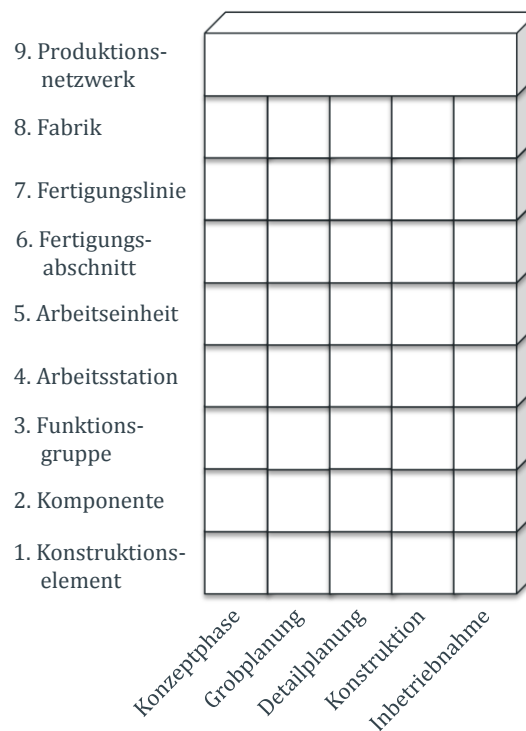 9. Produktions-
netzwerk
8. Fabrik
7. Fertigungslinie
6. Fertigungs-
abschnitt
5. Arbeitseinheit
4. Arbeitsstation
3. Funktions-
gruppe
2. Komponente
1. Konstruktions-
element
Konzeptphase
Grobplanung
Detailplanung
Konstruktion
Inbetriebnahme